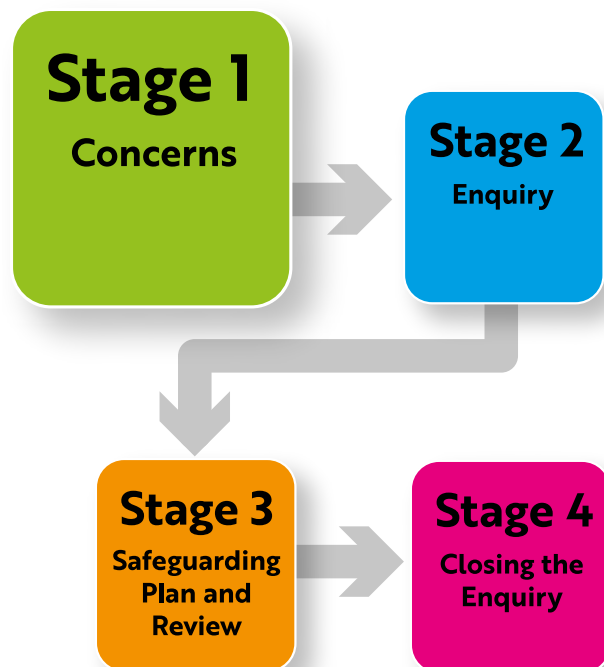 Stage 1
Concerns
Stage 2
Enquiry
Stage 3
Safeguarding
Plan and
Review
Stage 4
Closing the
Enquiry